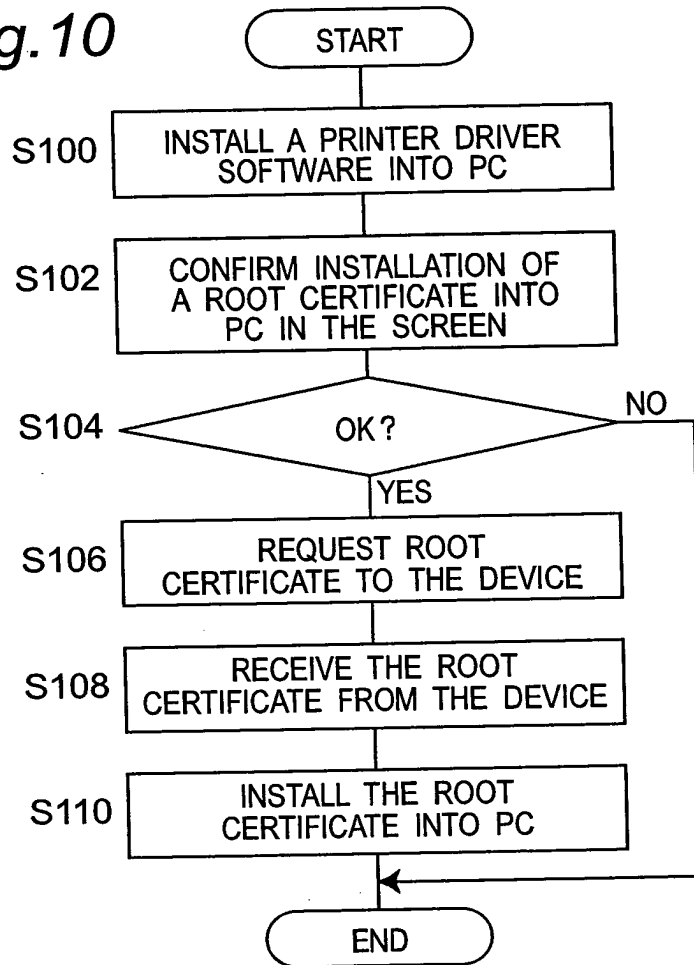 g.10
START
S100
INSTALL A PRINTER DRIVER
SOFTWARE INTO PC
S102
CONFIRM INSTALLATION OF
A ROOT CERTIFICATE INTO
PC IN THE SCREEN
S104
OK?
NO
YES
S106
REQUEST ROOT
CERTIFICATE TO THE DEVICE
S108
RECEIVE THE ROOT
CERTIFICATE FROM THE DEVICE
S110
INSTALL THE ROOT
CERTIFICATE INTO PC
END